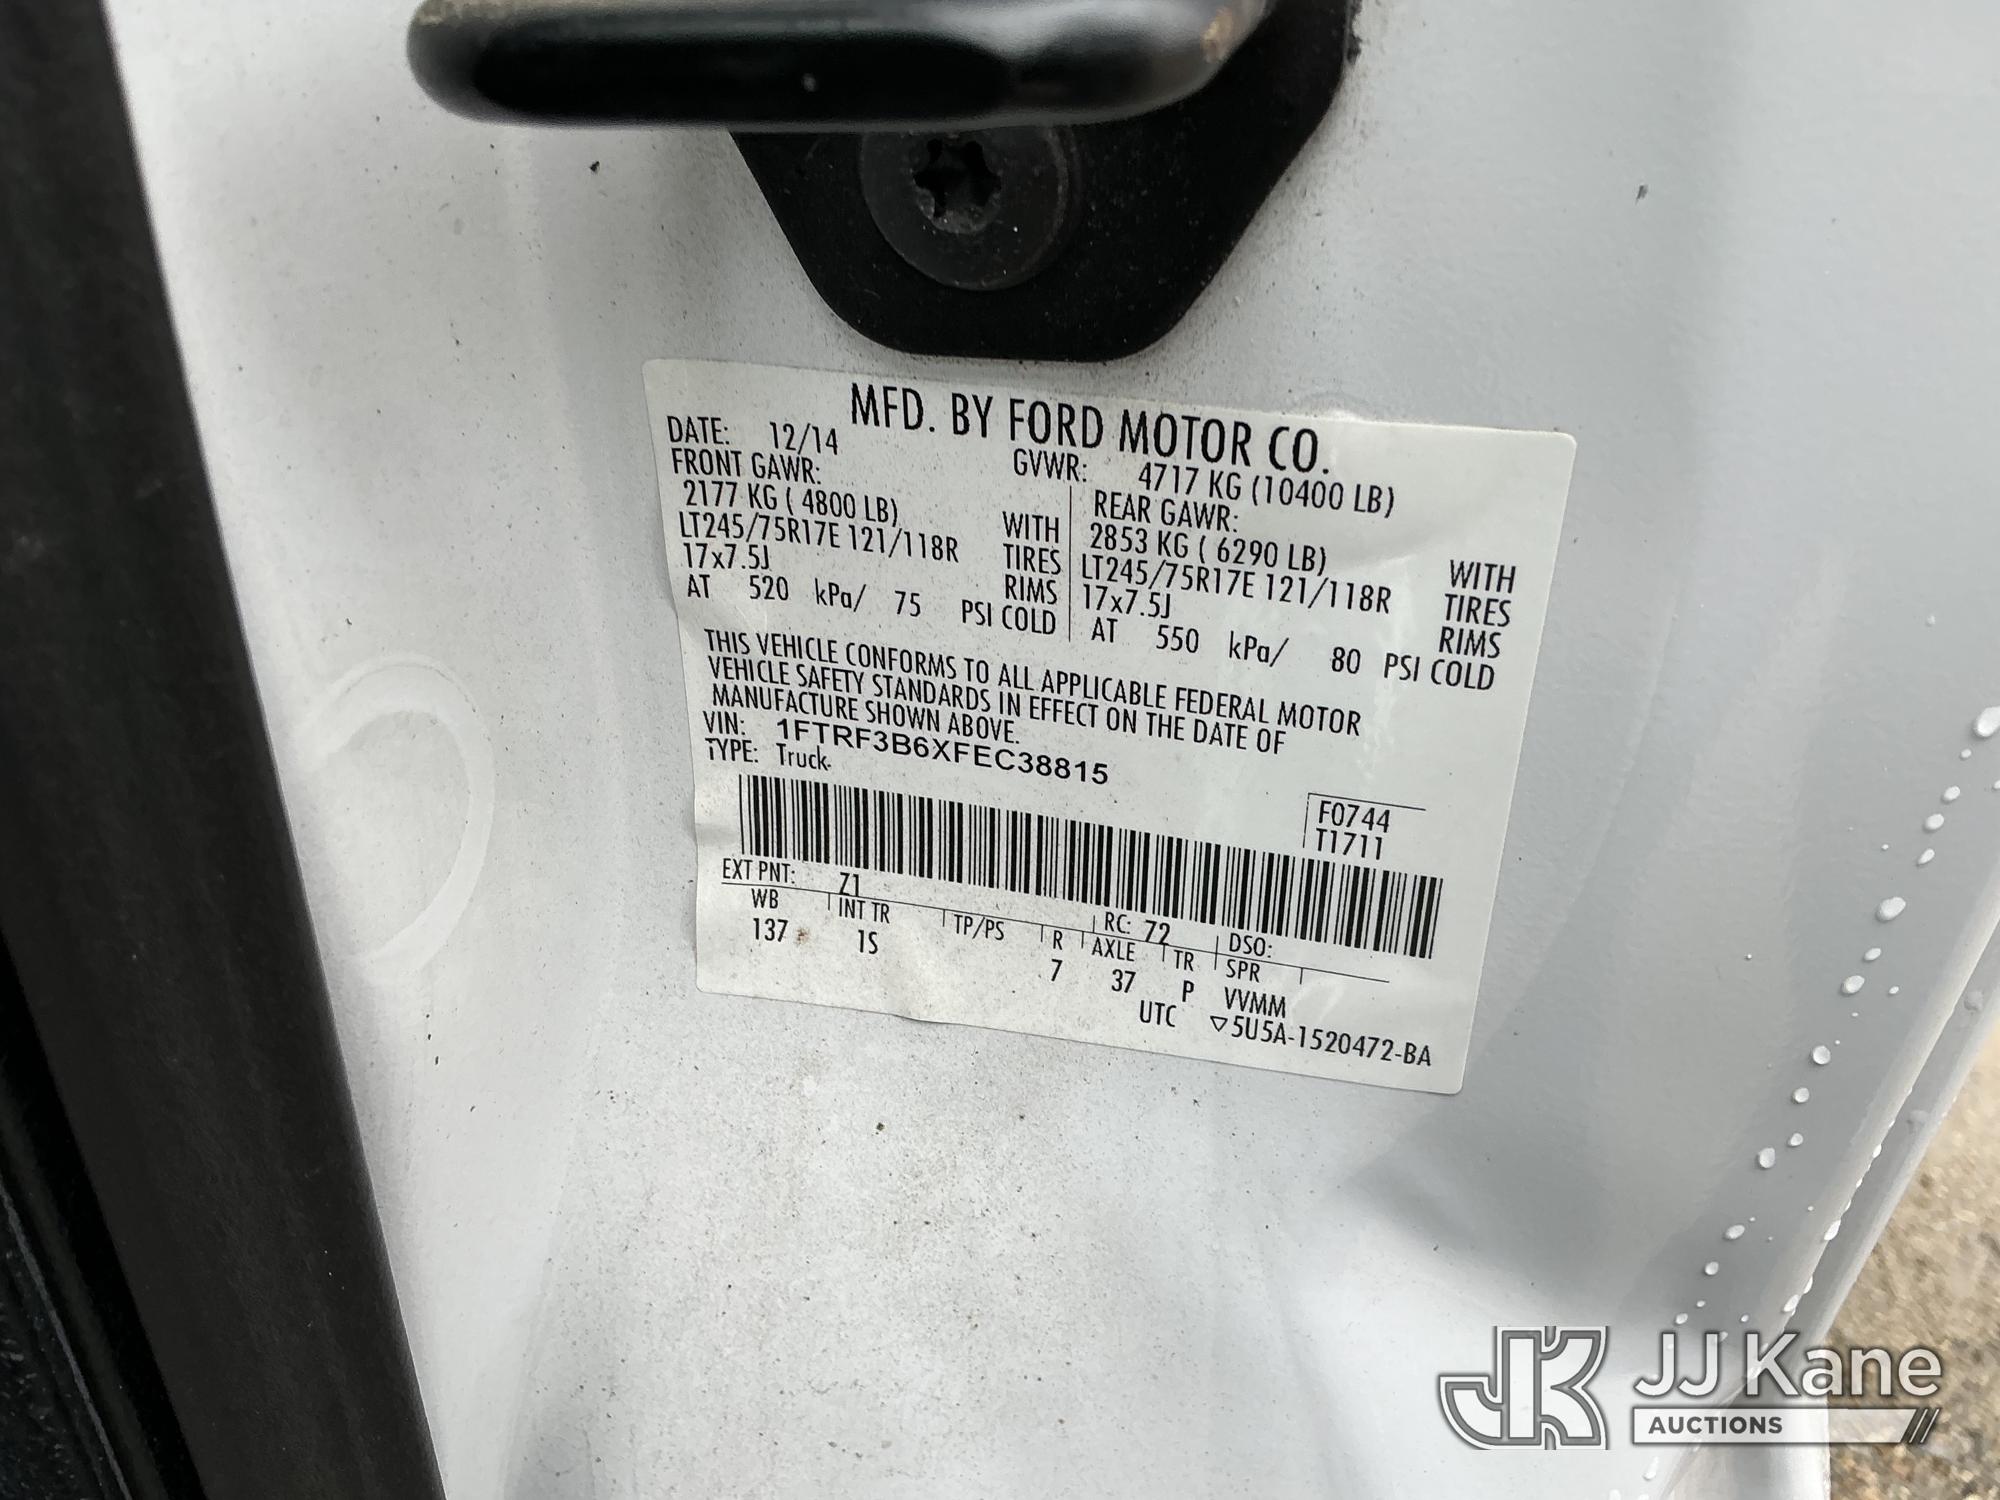 MFD. BY FORD MOTOR CO.
DATE: 12/14 GVWR: 4717 KG (10400 LB)
FRONT GAWR: REAR GAWR:
2177 KG ( 4800 LB) WITH 2853 KG ( 6290 LB) WITH
LT245/75R17E 121/118R TIRES LT245/75R17E 121/118R TIRES
17x7.5J RIMS 17x7.5J RIMS
AT 520 kPa/ 75 PSI COLD AT 550 kPa/ 80 PSI COLD
THIS VEHICLE CONFORMS TO ALL APPLICABLE FEDERAL MOTOR
VEHICLE SAFETY STANDARDS IN EFFECT ON THE DATE OF
MANUFACTURE SHOWN ABOVE.
VIN: 1FTRF3B6XFEC38815
TYPE: Truck
F0744
T1711
EXT PNT: Z1 RC: 72 DSO:
WB INT TR TP/PS R AXLE TR SPR
137 1S 7 37 P VVMM
UTC ▽5U5A-1520472-BA
JK JJ Kane
AUCTIONS